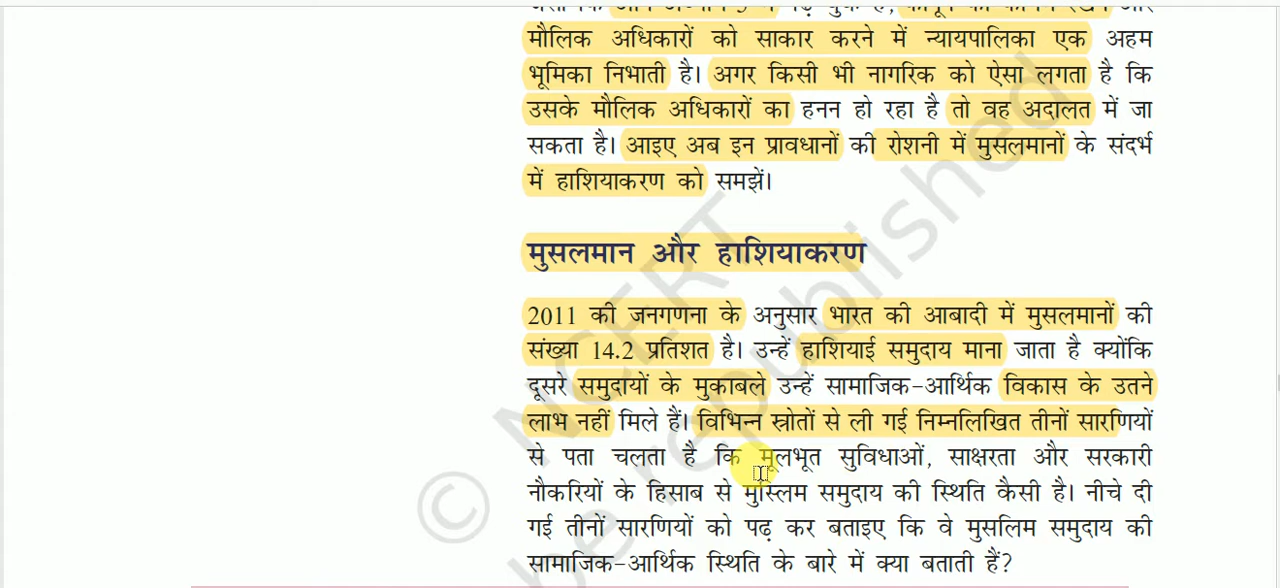 मौलिक अधिकारों को साकार करने में न्यायपालिका एक अहम
भूमिका निभाती है। अगर किसी भी नागरिक को ऐसा लगता है कि
उसके मौलिक अधिकारों का हनन हो रहा है तो वह अदालत में जा
सकता है। आइए अब इन प्रावधानों की रोशनी में मुसलमानों के संदर्भ
में हाशियाकरण को समझें।
मुसलमान और हाशियाकरण
2011 की जनगणना के अनुसार भारत की आबादी में मुसलमानों की
संख्या 14.2 प्रतिशत है। उन्हें हाशियाई समुदाय माना जाता है क्योंकि
दूसरे समुदायों के मुकाबले उन्हें सामाजिक-आर्थिक विकास के उतने
लाभ नहीं मिले हैं। विभिन्न स्रोतों से ली गई निम्नलिखित तीनों सारणियों
से पता चलता है कि मूलभूत सुविधाओं, साक्षरता और सरकारी
नौकरियों के हिसाब से मुस्लिम समुदाय की स्थिति कैसी है। नीचे दी
गई तीनों सारणियों को पढ़ कर बताइए कि वे मुसलिम समुदाय की
सामाजिक-आर्थिक स्थिति के बारे में क्या बताती हैं?
© NCERT
be republished